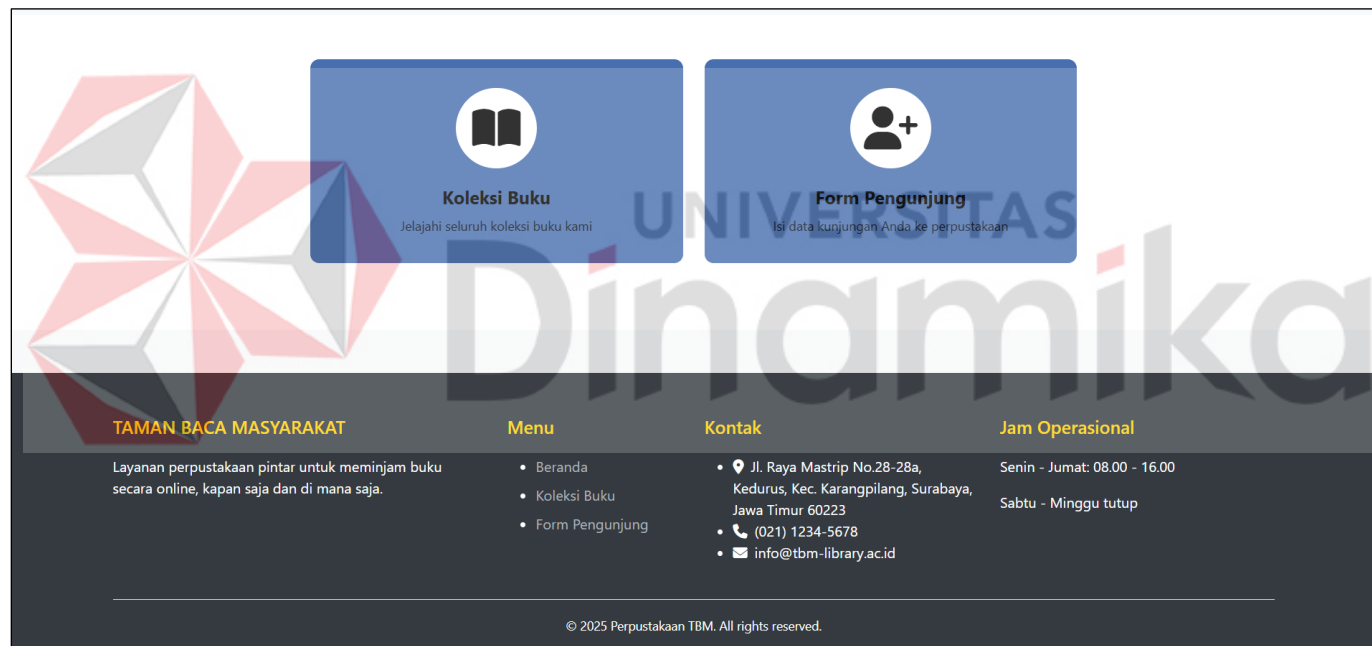 Koleksi Buku
Jelajahi seluruh koleksi buku kami
Form Pengunjung
Isi data kunjungan Anda ke perpustakaan
UNIVERSITAS
Dinamika
TAMAN BACA MASYARAKAT
Layanan perpustakaan pintar untuk meminjam buku
secara online, kapan saja dan di mana saja.
Menu
• Beranda
• Koleksi Buku
• Form Pengunjung
Kontak
• Jl. Raya Mastrip No.28-28a,
Kedurus, Kec. Karangpilang, Surabaya,
Jawa Timur 60223
• (021) 1234-5678
• info@tbm-library.ac.id
Jam Operasional
Senin - Jumat: 08.00 - 16.00
Sabtu - Minggu tutup
© 2025 Perpustakaan TBM. All rights reserved.